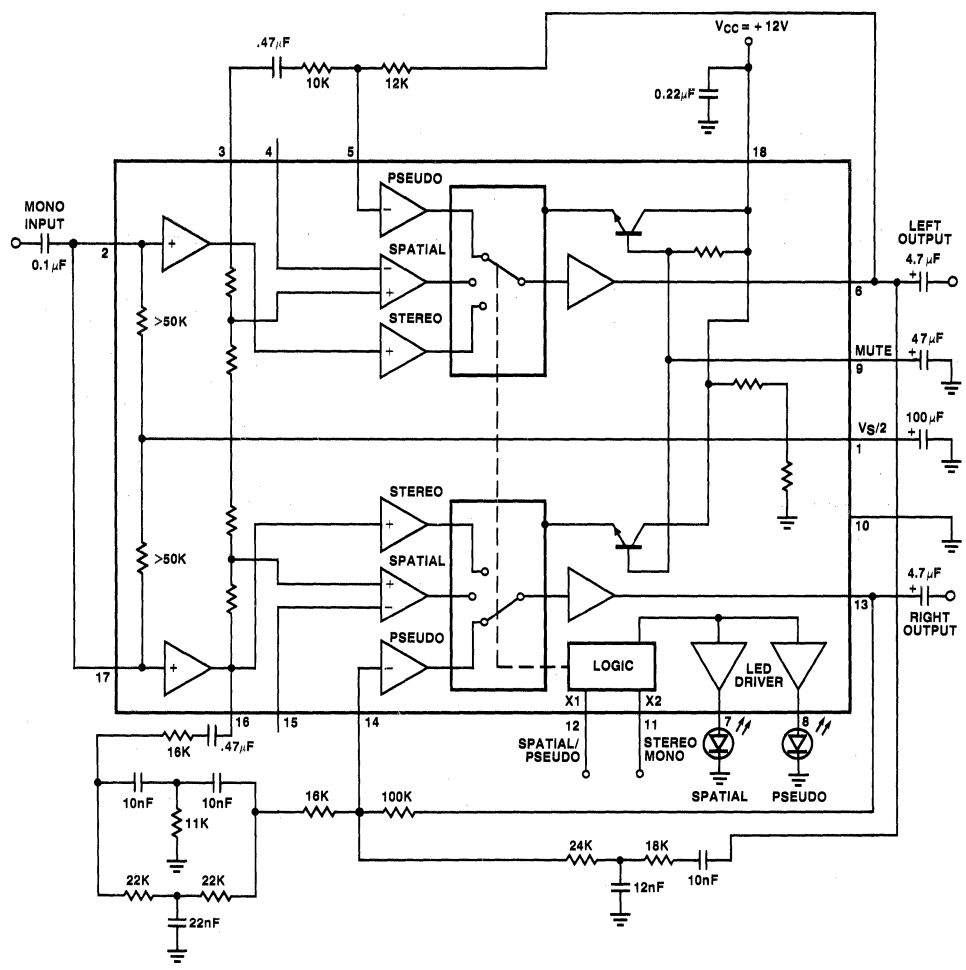 VCC = + 12V
.47µF
10K
12K
0.22µF
3
4
5
18
PSEUDO
MONO
INPUT
0.1µF
2
+
−
SPATIAL
−
+
STEREO
+
LEFT
OUTPUT
4.7µF
+
6
>50K
MUTE
9
47µF
+
VS/2
1
100µF
+
STEREO
+
10
>50K
SPATIAL
+
−
4.7µF
+
13
RIGHT
OUTPUT
PSEUDO
−
17
+
LOGIC
LED
DRIVER
X1
X2
16
15
14
12
11
7
8
16K
.47µF
SPATIAL/
PSEUDO
STEREO
MONO
SPATIAL
PSEUDO
10nF
10nF
11K
16K
100K
22K
22K
24K
18K
10nF
12nF
22nF